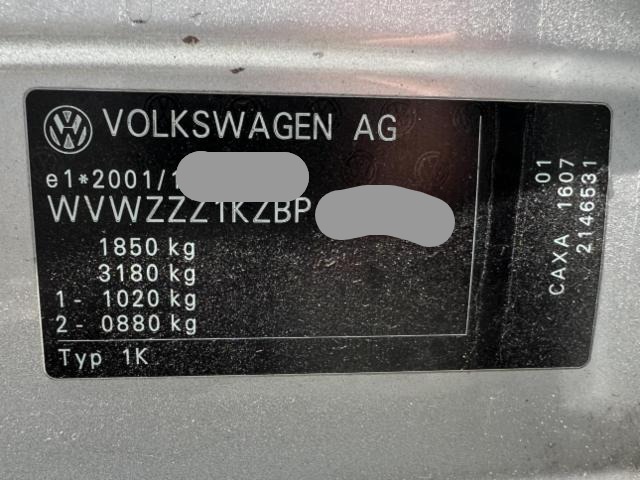 VOLKSWAGEN AG
e1*2001/1
WVWZZZ1KZBP
1850 kg
3180 kg
1 - 1020 kg
2 - 0880 kg
Typ 1K
01
CAXA 1607
2146531